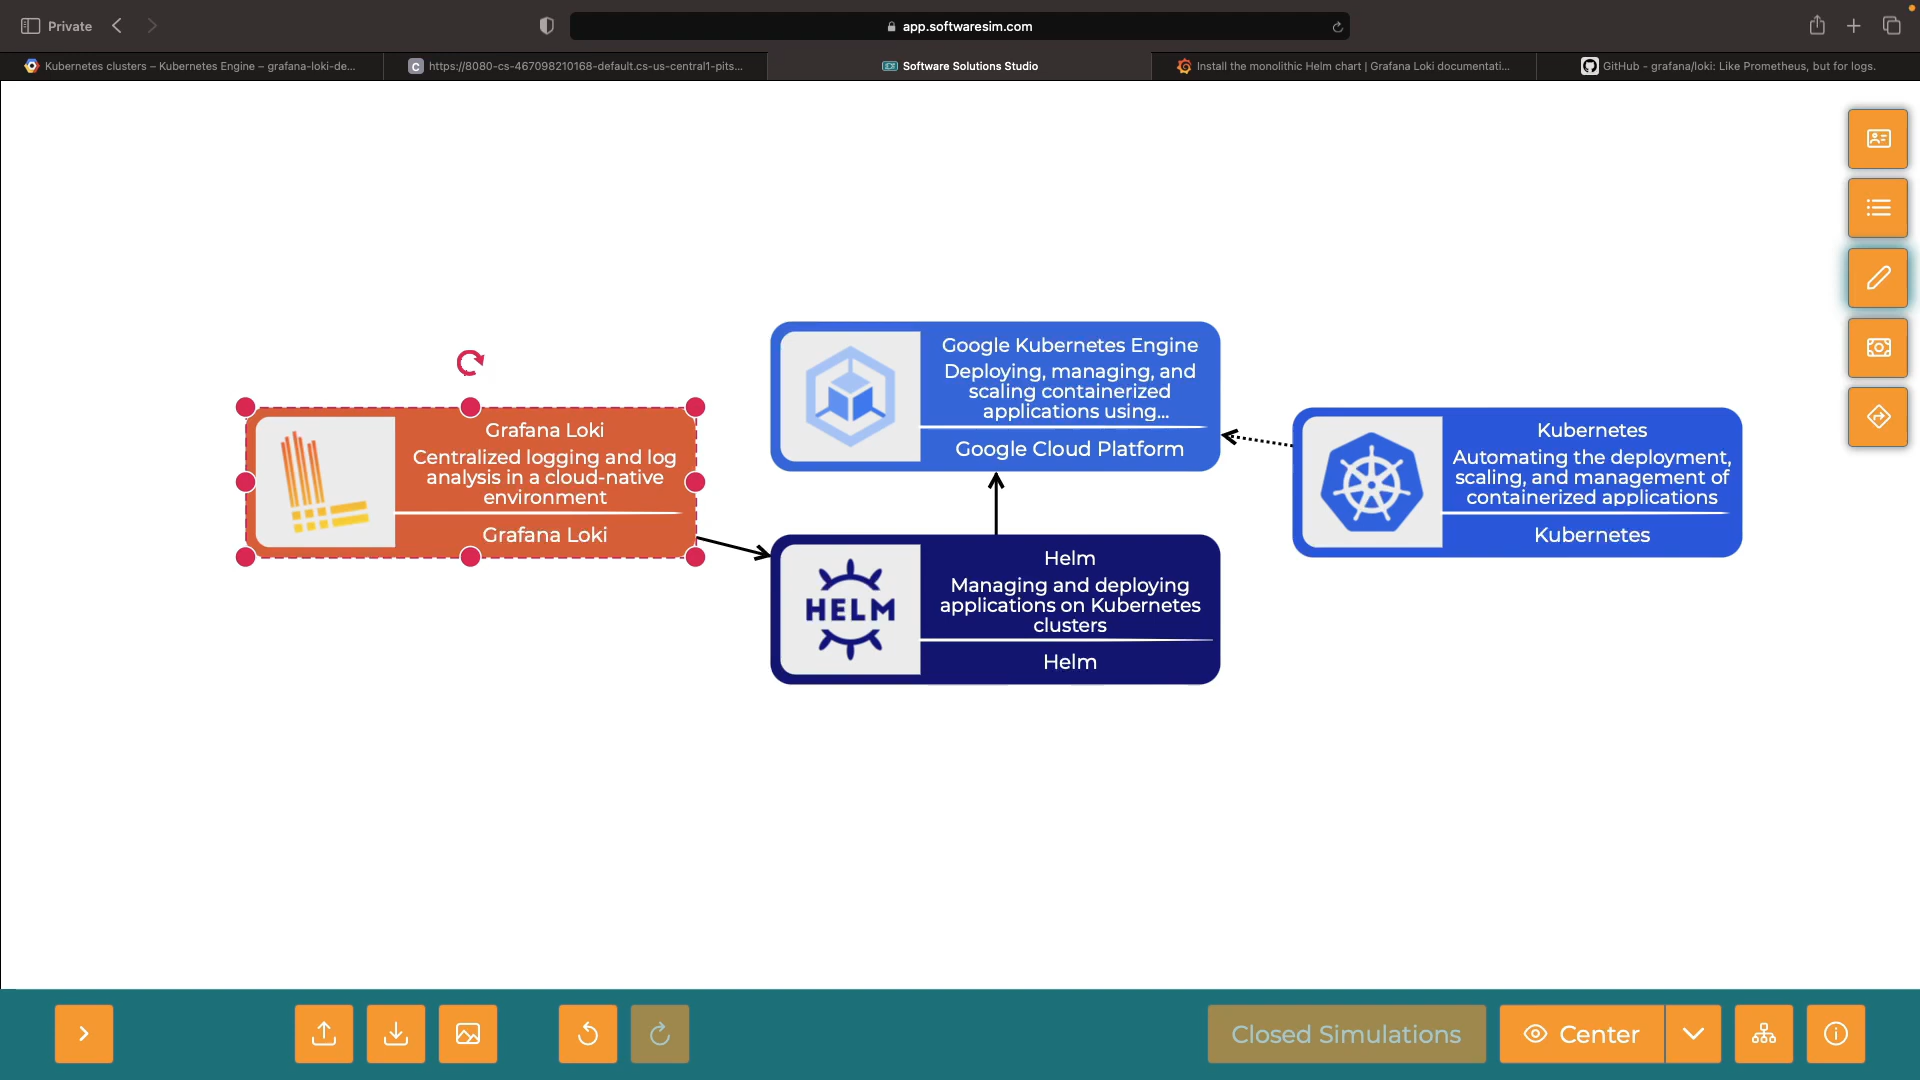 Private
app.softwaresim.com
Kubernetes clusters – Kubernetes Engine – grafana-loki-de...
C
https://8080-cs-467098210168-default.cs-us-central1-pits...
Software Solutions Studio
Install the monolithic Helm chart | Grafana Loki documentati...
GitHub - grafana/loki: Like Prometheus, but for logs.
Google Kubernetes Engine
Deploying, managing, and
scaling containerized
applications using...
Google Cloud Platform
Grafana Loki
Centralized logging and log
analysis in a cloud-native
environment
Grafana Loki
Kubernetes
Automating the deployment,
scaling, and management of
containerized applications
Kubernetes
HELM
Helm
Managing and deploying
applications on Kubernetes
clusters
Helm
Closed Simulations
Center